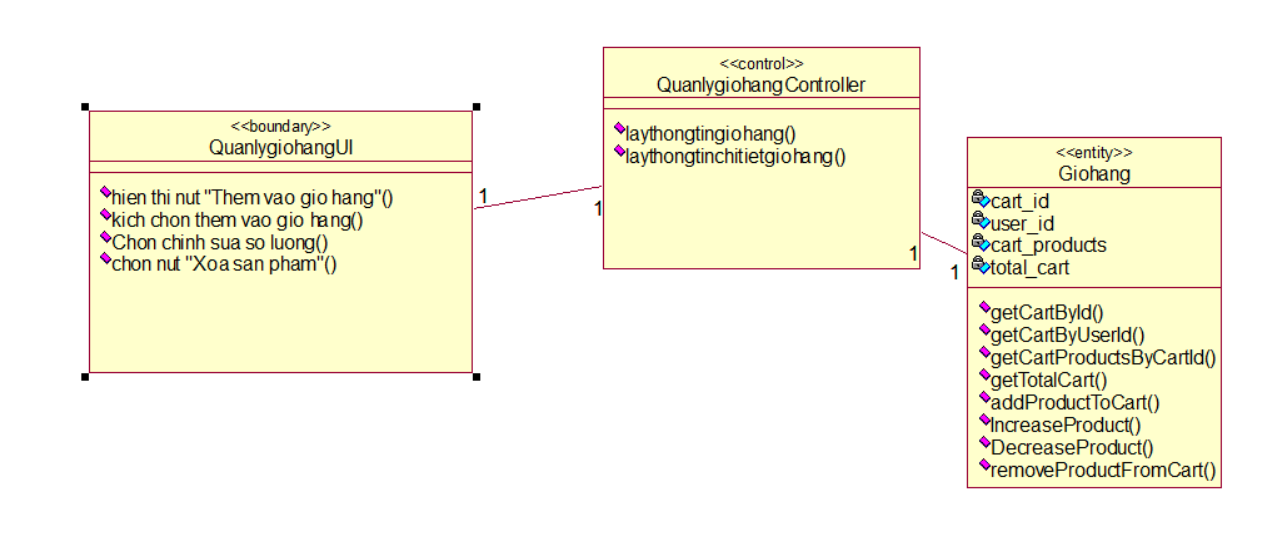 <<boundary>>
QuanlygiohangUI
hien thi nut "Them vao gio hang"()
kich chon them vao gio hang()
Chon chinh sua so luong()
chon nut "Xoa san pham"()
1
1
<<control>>
QuanlygiohangController
laythongtingiohang()
laythongtinchitietgiohang()
1
1
<<entity>>
Giohang
cart_id
user_id
cart_products
total_cart
getCartById()
getCartByUserId()
getCartProductsByCartId()
getTotalCart()
addProductToCart()
IncreaseProduct()
DecreaseProduct()
removeProductFromCart()